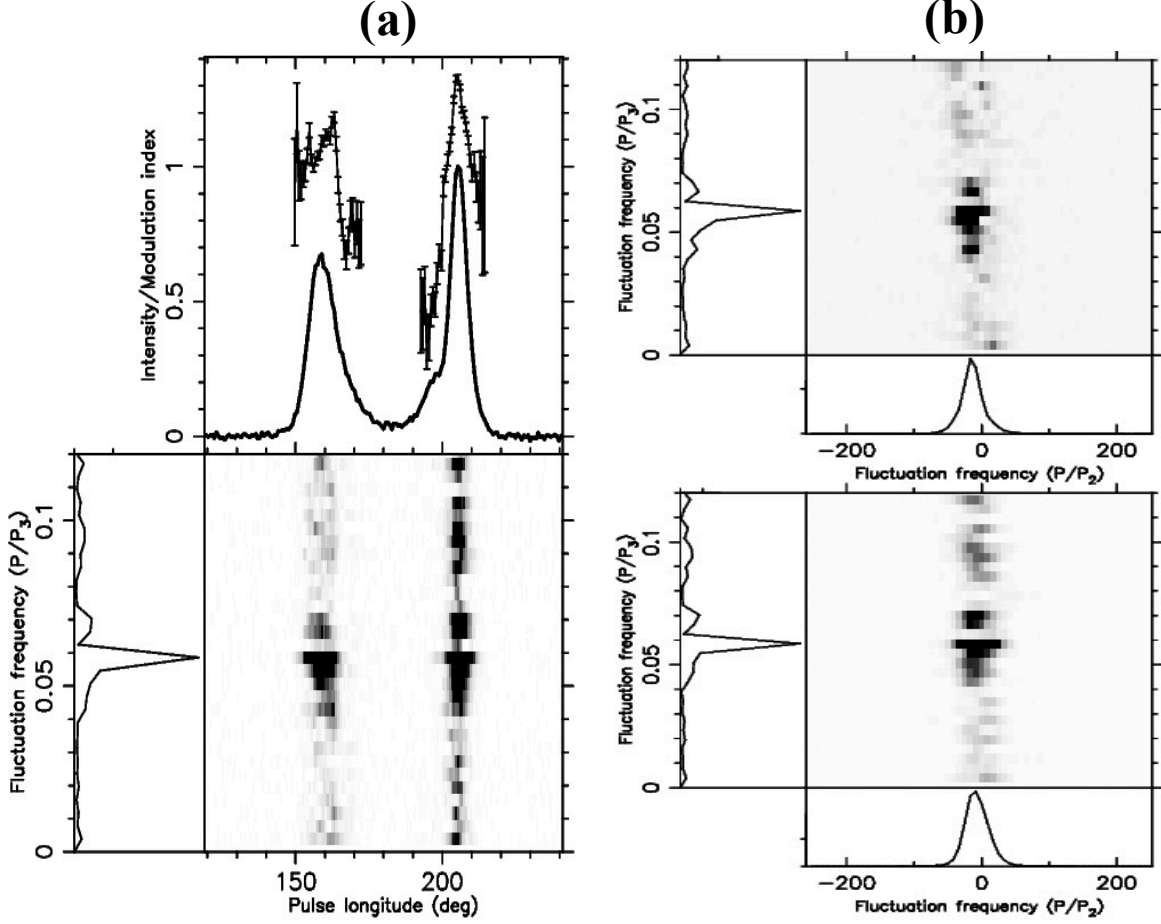 (a)
(b)
Intensity/Modulation index
0
0.5
1
Fluctuation frequency (P/P3)
0
0.05
0.1
150
200
Pulse longitude (deg)
Fluctuation frequency (P/P3)
0
0.05
0.1
−200
0
200
Fluctuation frequency (P/P2)
Fluctuation frequency (P/P3)
0
0.05
0.1
−200
0
200
Fluctuation frequency (P/P2)